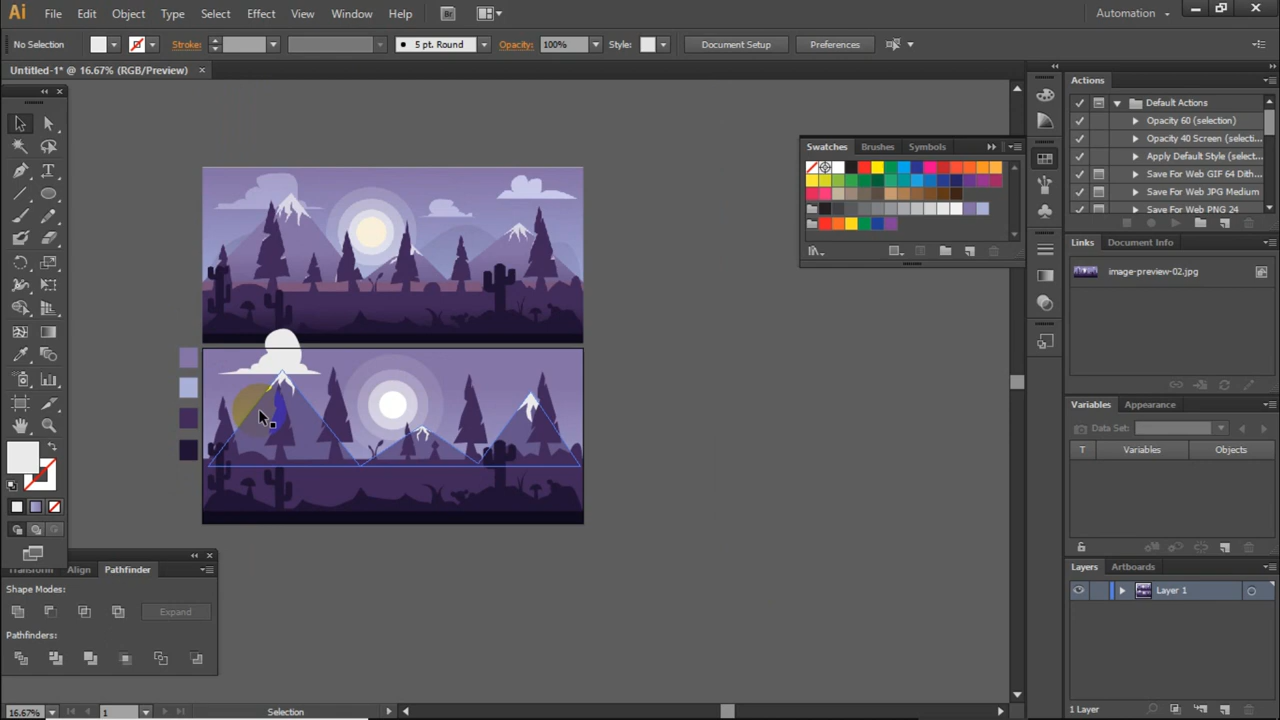 Ai File Edit Object Type Select Effect View Window Help Br Automation
No Selection Stroke: 5 pt. Round Opacity: 100% Style: Document Setup Preferences
Untitled-1* @ 16.67% (RGB/Preview) ×
Actions
Default Actions
Opacity 60 (selection)
Opacity 40 Screen (selecti...
Apply Default Style (select...
Save For Web GIF 64 Dith...
Save For Web JPG Medium
Save For Web PNG 24
Swatches Brushes Symbols
Links Document Info
image-preview-02.jpg
Variables Appearance
Data Set:
T Variables Objects
Layers Artboards
Layer 1
1 Layer
Transform Align Pathfinder
Shape Modes:
Expand
Pathfinders:
16.67% 1 Selection